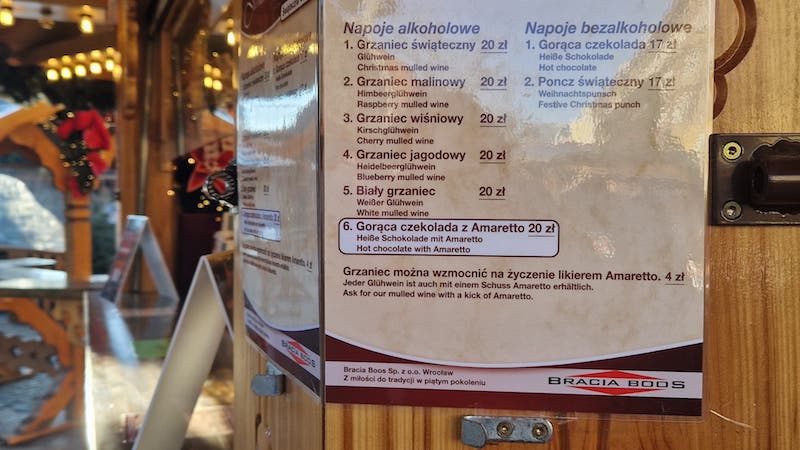 Napoje alkoholowe
1. Grzaniec świąteczny 20 zł
Glühwein
Christmas mulled wine
2. Grzaniec malinowy 20 zł
Himbeerglühwein
Raspberry mulled wine
3. Grzaniec wiśniowy 20 zł
Kirschglühwein
Cherry mulled wine
4. Grzaniec jagodowy 20 zł
Heidelbeerglühwein
Blueberry mulled wine
5. Biały grzaniec 20 zł
Weißer Glühwein
White mulled wine
6. Gorąca czekolada z Amaretto 20 zł
Heiße Schokolade mit Amaretto
Hot chocolate with Amaretto
Napoje bezalkoholowe
1. Gorąca czekolada 17 zł
Heiße Schokolade
Hot chocolate
2. Poncz świąteczny 17 zł
Weihnachtspunsch
Festive Christmas punch
Grzaniec można wzmocnić na życzenie likierem Amaretto. 4 zł
Jeder Glühwein ist auch mit einem Schuss Amaretto erhältlich.
Ask for our mulled wine with a kick of Amaretto.
Bracia Boos Sp. z o.o. Wrocław
Z miłości do tradycji w piątym pokoleniu
BRACIA BOOS
BRACIA BOOS